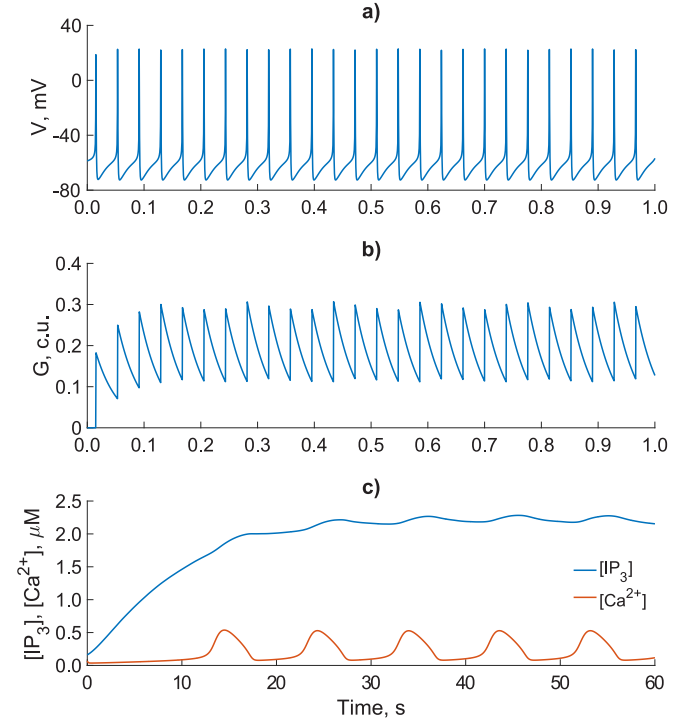 a)
V, mV
40
0
-40
-80
0.0 0.1 0.2 0.3 0.4 0.5 0.6 0.7 0.8 0.9 1.0
b)
G, c.u.
0.4
0.3
0.2
0.1
0
0.0 0.1 0.2 0.3 0.4 0.5 0.6 0.7 0.8 0.9 1.0
c)
[IP₃], [Ca²⁺], μM
2.5
2.0
1.5
1.0
0.5
0.0
[IP₃]
[Ca²⁺]
0 10 20 30 40 50 60
Time, s